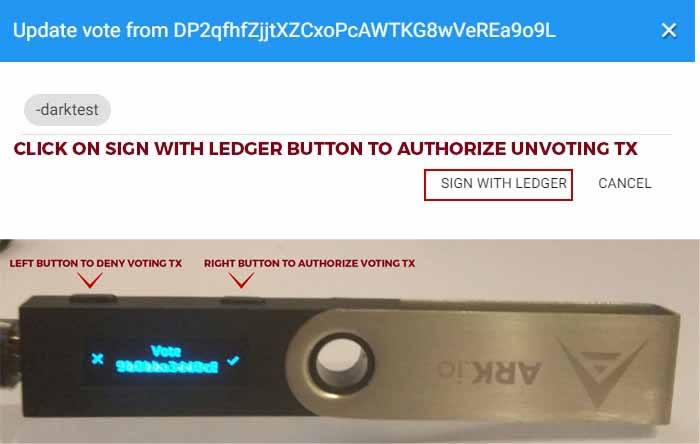 Update vote from DP2qfhfZjjtXZCxoPcAWTKG8wVeREa9o9L
-darktest
CLICK ON SIGN WITH LEDGER BUTTON TO AUTHORIZE UNVOTING TX
SIGN WITH LEDGER CANCEL
LEFT BUTTON TO DENY VOTING TX RIGHT BUTTON TO AUTHORIZE VOTING TX
Vote
ARK.io